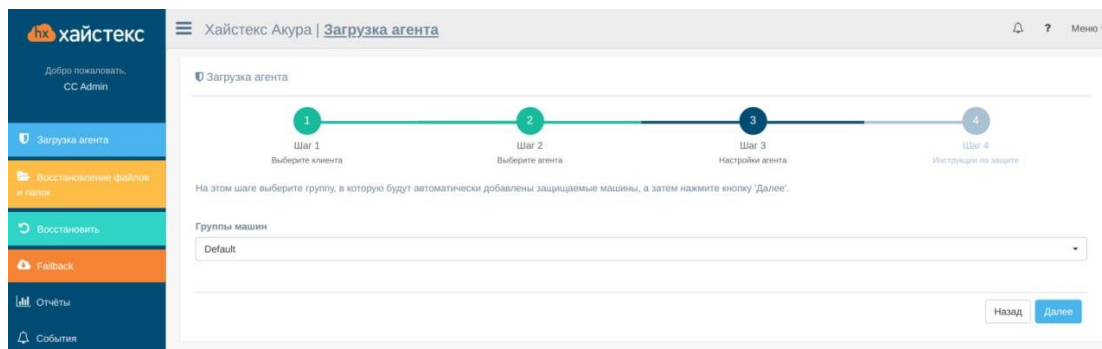 hx хайстекс
Добро пожаловать,
CC Admin
Загрузка агента
Восстановление файлов
и папок
Восстановить
Failback
Отчёты
События
Хайстекс Акура | Загрузка агента
? Меню
Загрузка агента
1 2 3 4
Шаг 1 Шаг 2 Шаг 3 Шаг 4
Выберите клиента Выберите агента Настройки агента Инструкции по защите
На этом шаге выберите группу, в которую будут автоматически добавлены защищаемые машины, а затем нажмите кнопку 'Далее'.
Группы машин
Default
Назад Далее